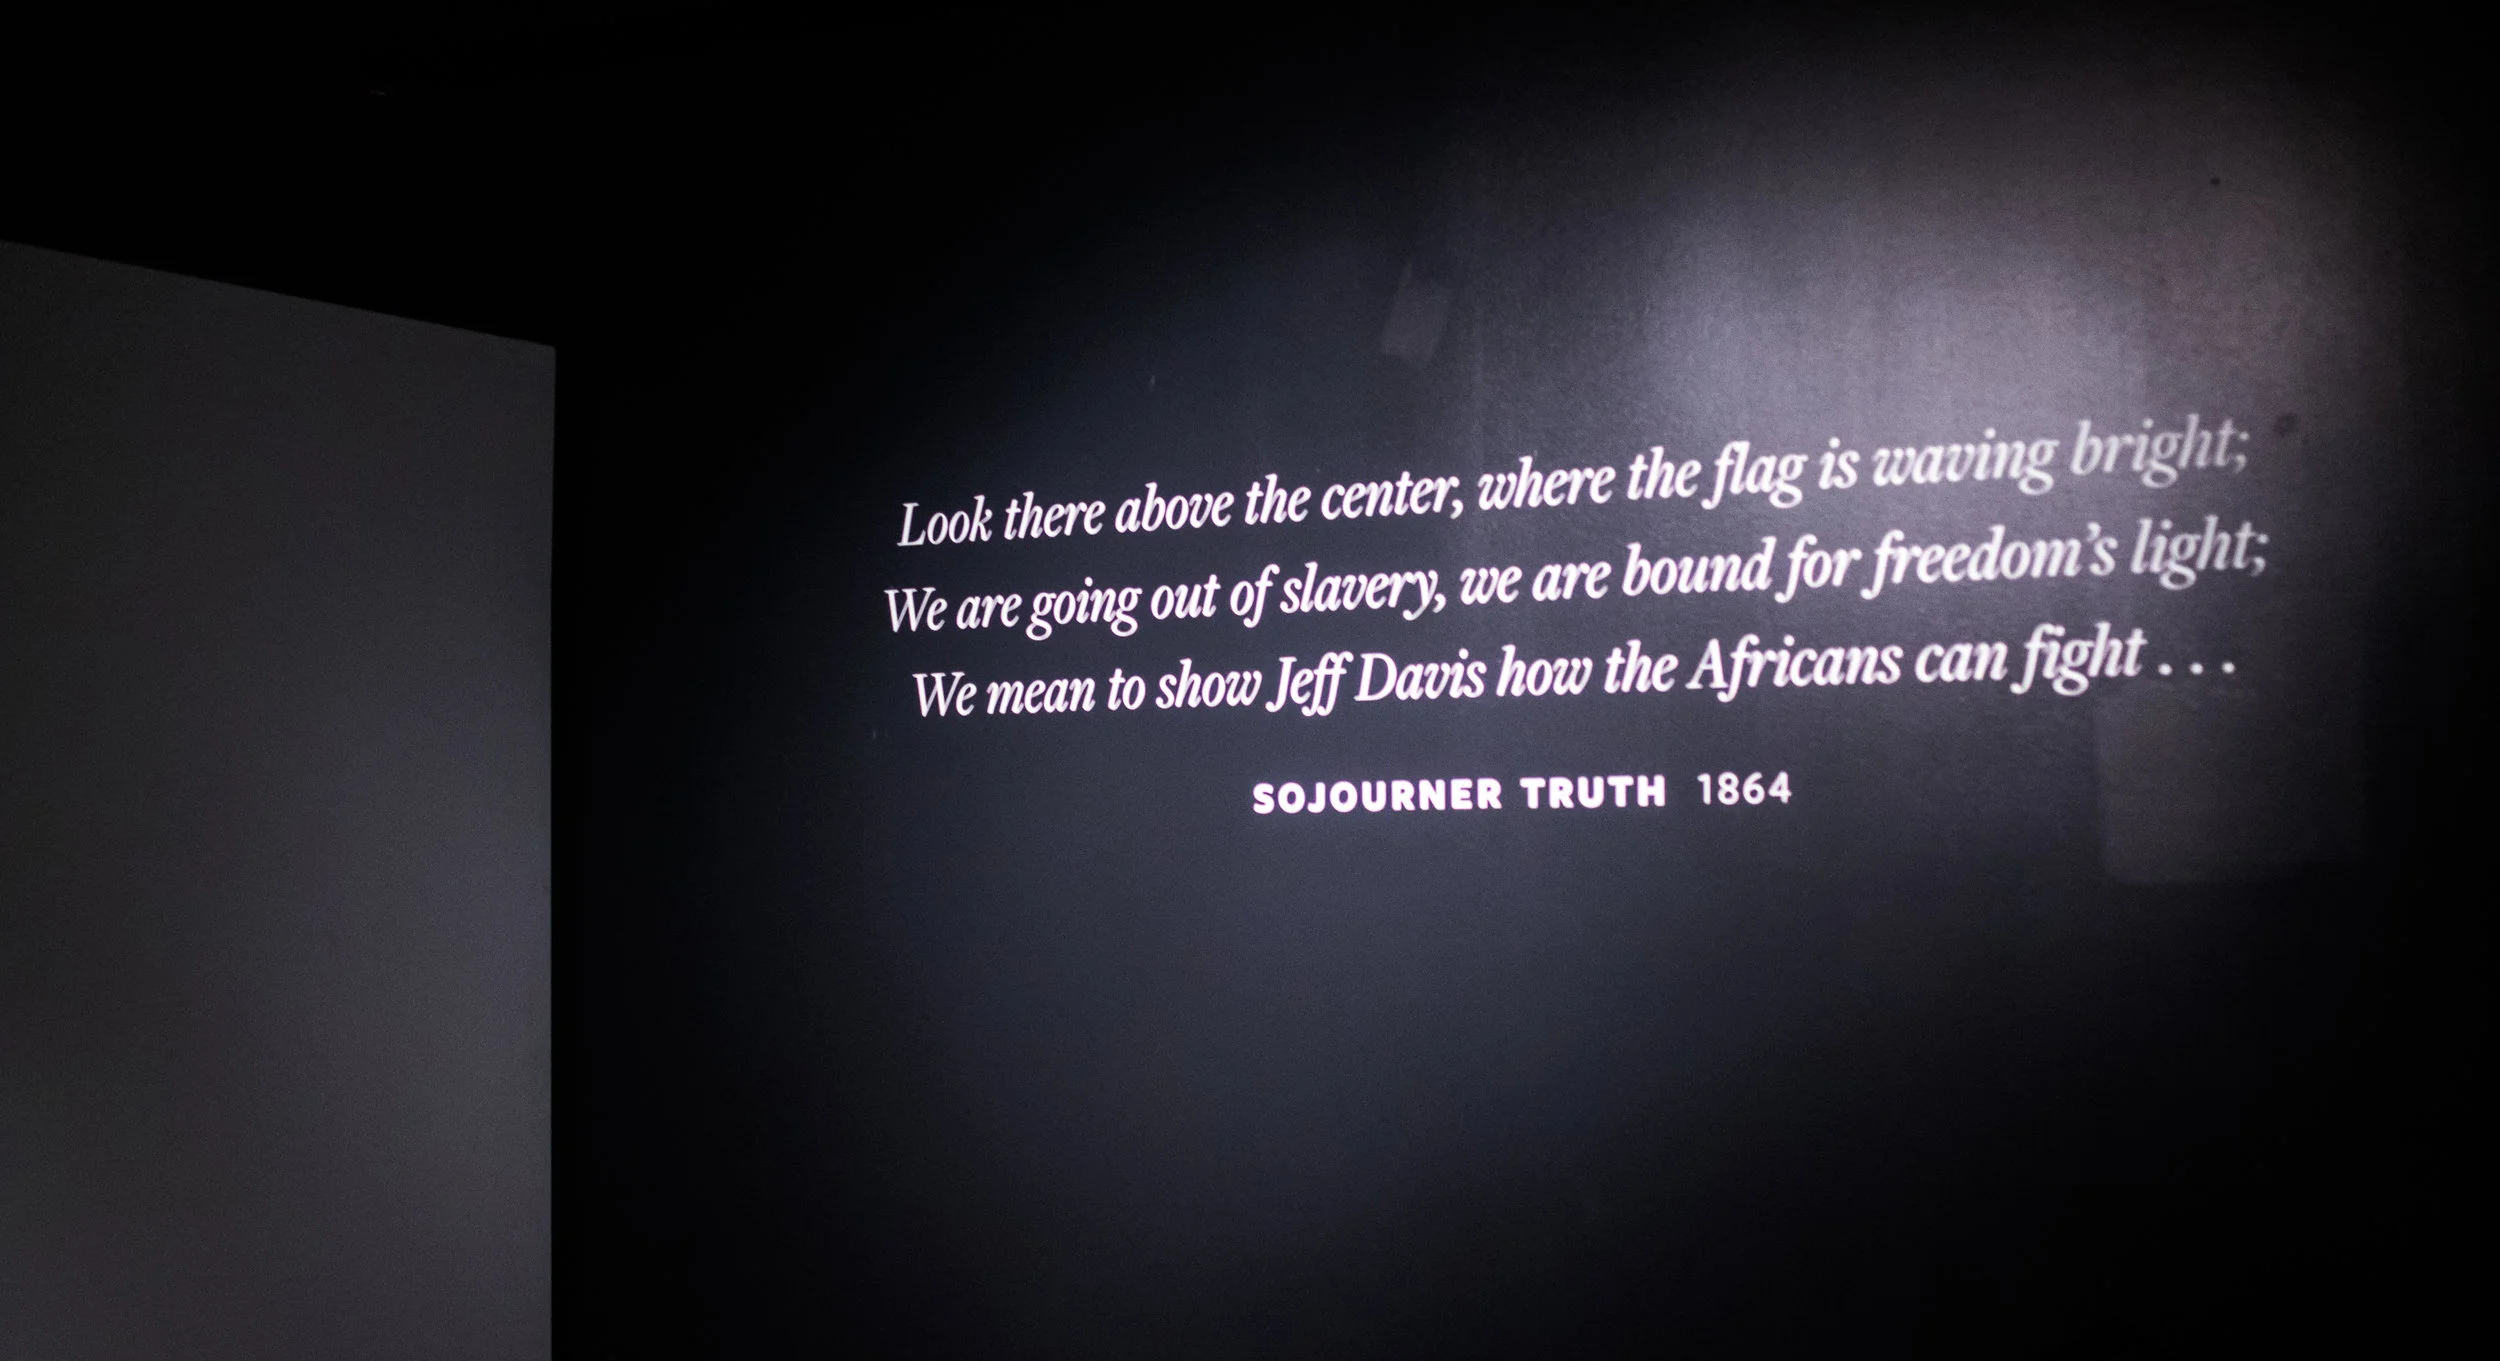 Look there above the center, where the flag is waving bright;
We are going out of slavery, we are bound for freedom’s light;
We mean to show Jeff Davis how the Africans can fight . . .
SOJOURNER TRUTH 1864